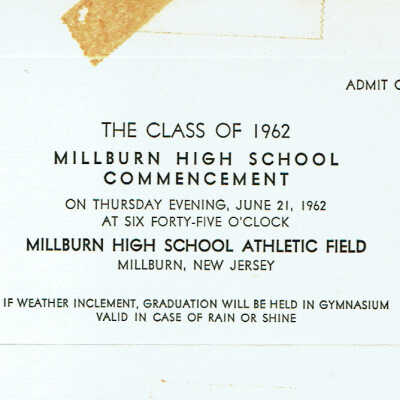 ADMIT
THE CLASS OF 1962
MILLBURN HIGH SCHOOL
COMMENCEMENT
ON THURSDAY EVENING, JUNE 21, 1962
AT SIX FORTY-FIVE O'CLOCK
MILLBURN HIGH SCHOOL ATHLETIC FIELD
MILLBURN, NEW JERSEY
IF WEATHER INCLEMENT, GRADUATION WILL BE HELD IN GYMNASIUM
VALID IN CASE OF RAIN OR SHINE